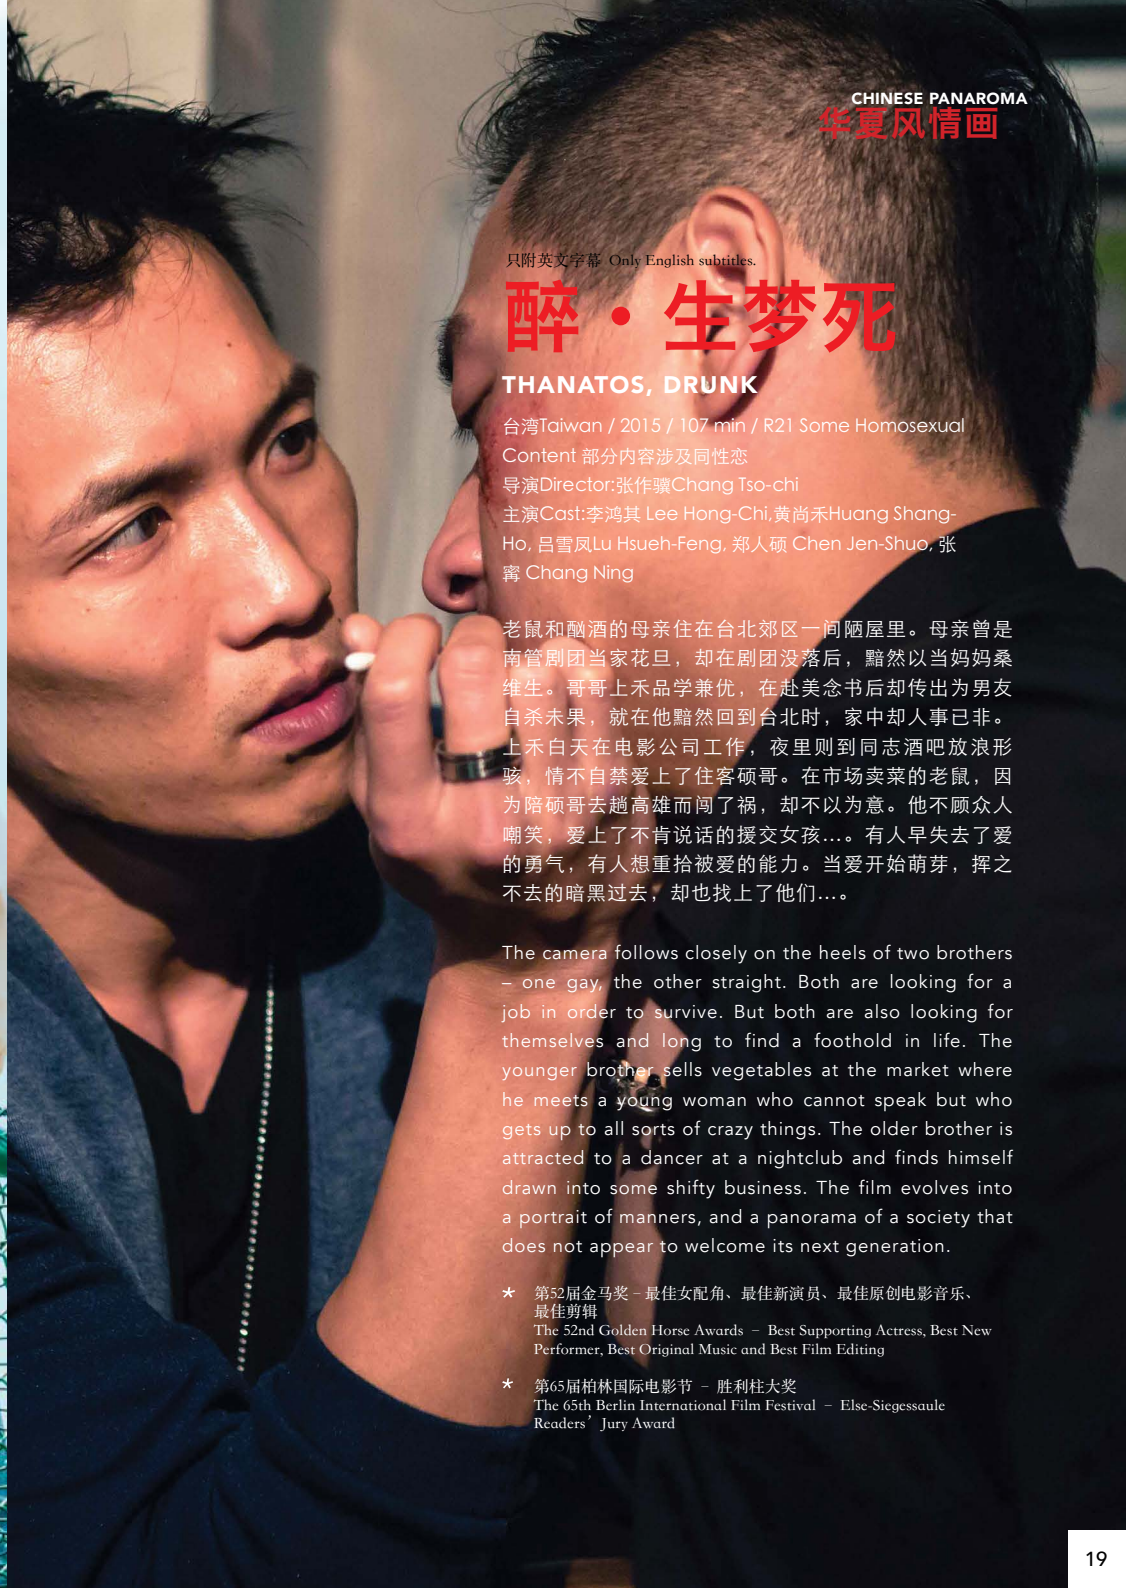 CHINESE PANAROMA
华夏风情画
只附英文字幕 Only English subtitles.
醉·生梦死
THANATOS, DRUNK
台湾Taiwan / 2015 / 107 min / R21 Some Homosexual
Content 部分内容涉及同性恋
导演Director:张作骥Chang Tso-chi
主演Cast:李鸿其 Lee Hong-Chi,黄尚禾Huang Shang-
Ho, 吕雪凤Lu Hsueh-Feng, 郑人硕 Chen Jen-Shuo, 张
寗 Chang Ning
老鼠和酗酒的母亲住在台北郊区一间陋屋里。母亲曾是
南管剧团当家花旦，却在剧团没落后，黯然以当妈妈桑
维生。哥哥上禾品学兼优，在赴美念书后却传出为男友
自杀未果，就在他黯然回到台北时，家中却人事已非。
上禾白天在电影公司工作，夜里则到同志酒吧放浪形
骇，情不自禁爱上了住客硕哥。在市场卖菜的老鼠，因
为陪硕哥去趟高雄而闯了祸，却不以为意。他不顾众人
嘲笑，爱上了不肯说话的援交女孩...。有人早失去了爱
的勇气，有人想重拾被爱的能力。当爱开始萌芽，挥之
不去的暗黑过去，却也找上了他们...。
The camera follows closely on the heels of two brothers
– one gay, the other straight. Both are looking for a
job in order to survive. But both are also looking for
themselves and long to find a foothold in life. The
younger brother sells vegetables at the market where
he meets a young woman who cannot speak but who
gets up to all sorts of crazy things. The older brother is
attracted to a dancer at a nightclub and finds himself
drawn into some shifty business. The film evolves into
a portrait of manners, and a panorama of a society that
does not appear to welcome its next generation.
* 第52届金马奖 – 最佳女配角、最佳新演员、最佳原创电影音乐、
最佳剪辑
The 52nd Golden Horse Awards – Best Supporting Actress, Best New
Performer, Best Original Music and Best Film Editing
* 第65届柏林国际电影节 – 胜利柱大奖
The 65th Berlin International Film Festival – Else-Siegessaule
Readers’ Jury Award
19